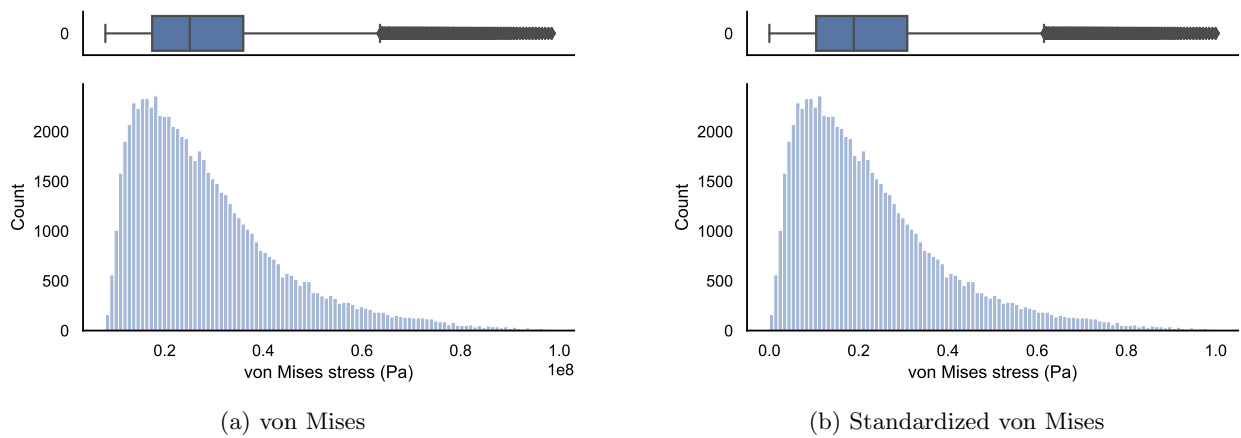 0
Count
2000
1500
1000
500
0
0.2 0.4 0.6 0.8 1.0
1e8
von Mises stress (Pa)
(a) von Mises
0
Count
2000
1500
1000
500
0
0.0 0.2 0.4 0.6 0.8 1.0
von Mises stress (Pa)
(b) Standardized von Mises